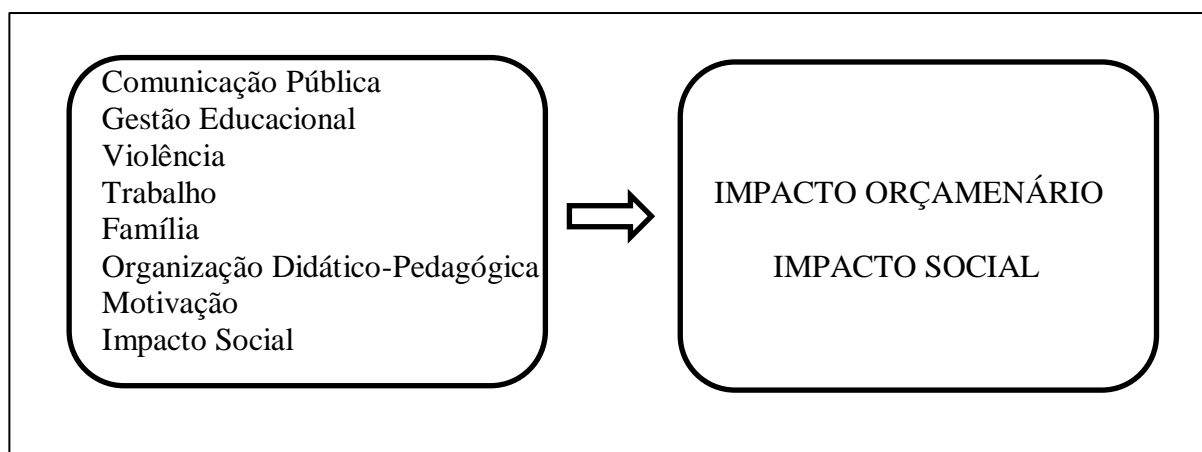 Comunicação Pública
Gestão Educacional
Violência
Trabalho
Família
Organização Didático-Pedagógica
Motivação
Impacto Social
IMPACTO ORÇAMENÁRIO
IMPACTO SOCIAL